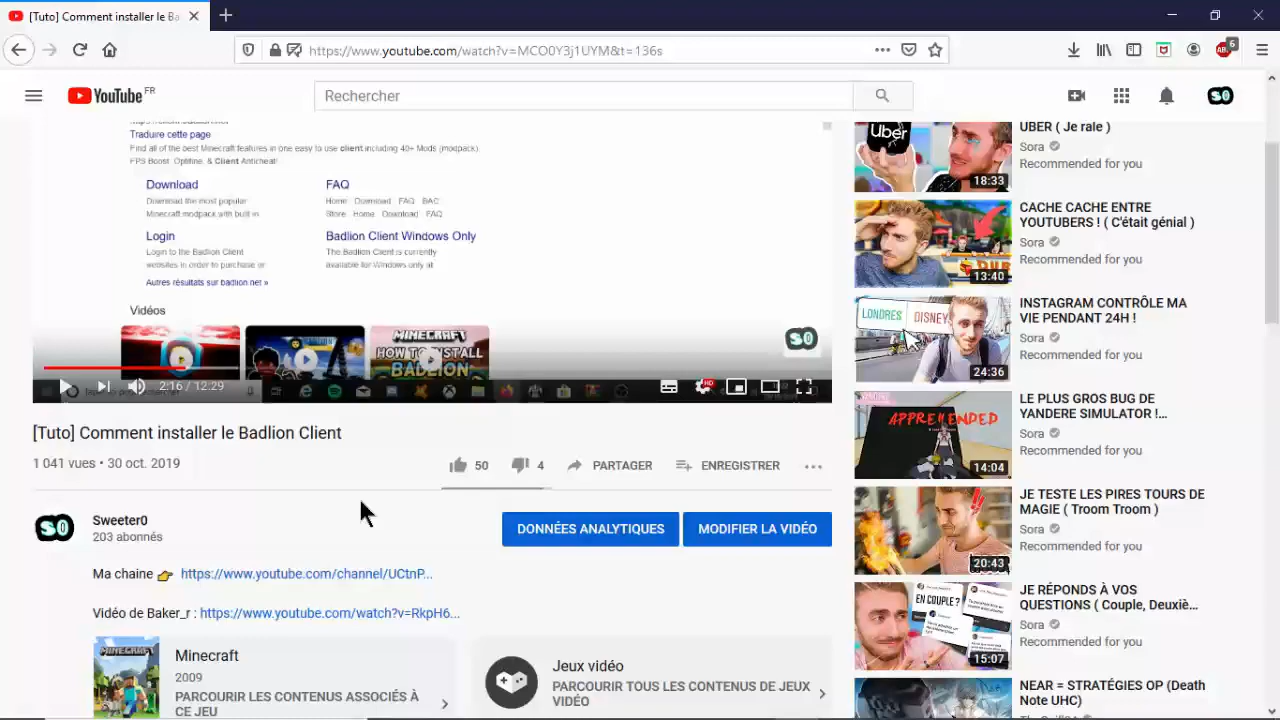 [Tuto] Comment installer le Ba
https://www.youtube.com/watch?v=MCO0Y3j1UYM&t=136s
6
YouTube FR
Rechercher
S0
Traduire cette page
Find all of the best Minecraft features in one easy to use client including 40+ Mods (modpack).
FPS Boost, Optifine, & Client Anticheat!
Download
Download the most popular
Minecraft modpack with built in
FAQ
Home Download FAQ BAC
Store Home Download FAQ
Login
Login to the Badlion Client
websites in order to purchase or
Badlion Client Windows Only
The Badlion Client is currently
available for Windows only at
Autres résultats sur badlion.net »
Vidéos
MINECRAFT
HOW TO INSTALL
BADLION
S0
2:16 / 12:29
HD
[Tuto] Comment installer le Badlion Client
1 041 vues • 30 oct. 2019
50
4
PARTAGER
ENREGISTRER
S0
Sweeter0
203 abonnés
DONNÉES ANALYTIQUES
MODIFIER LA VIDÉO
Ma chaine 👉 https://www.youtube.com/channel/UCtnP...
Vidéo de Baker_r : https://www.youtube.com/watch?v=RkpH6...
MINECRAFT
Minecraft
2009
PARCOURIR LES CONTENUS ASSOCIÉS À
CE JEU
Jeux vidéo
PARCOURIR TOUS LES CONTENUS DE JEUX
VIDÉO
Uber
18:33
UBER ( Je rale )
Sora
Recommended for you
13:40
CACHE CACHE ENTRE
YOUTUBERS ! ( C'était génial )
Sora
Recommended for you
LONDRES DISNEY
24:36
INSTAGRAM CONTRÔLE MA
VIE PENDANT 24H !
Sora
Recommended for you
APPREHENDED
14:04
LE PLUS GROS BUG DE
YANDERE SIMULATOR !...
Sora
Recommended for you
20:43
JE TESTE LES PIRES TOURS DE
MAGIE ( Troom Troom )
Sora
Recommended for you
EN COUPLE ?
15:07
JE RÉPONDS À VOS
QUESTIONS ( Couple, Deuxiè...
Sora
Recommended for you
NEAR = STRATÉGIES OP (Death
Note UHC)